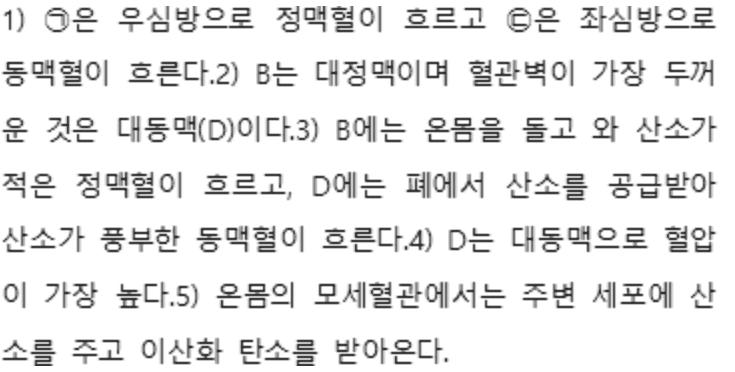 1) ㉠은 우심방으로 정맥혈이 흐르고 ㉢은 좌심방으로
동맥혈이 흐른다.2) B는 대정맥이며 혈관벽이 가장 두꺼
운 것은 대동맥(D)이다.3) B에는 온몸을 돌고 와 산소가
적은 정맥혈이 흐르고, D에는 폐에서 산소를 공급받아
산소가 풍부한 동맥혈이 흐른다.4) D는 대동맥으로 혈압
이 가장 높다.5) 온몸의 모세혈관에서는 주변 세포에 산
소를 주고 이산화 탄소를 받아온다.